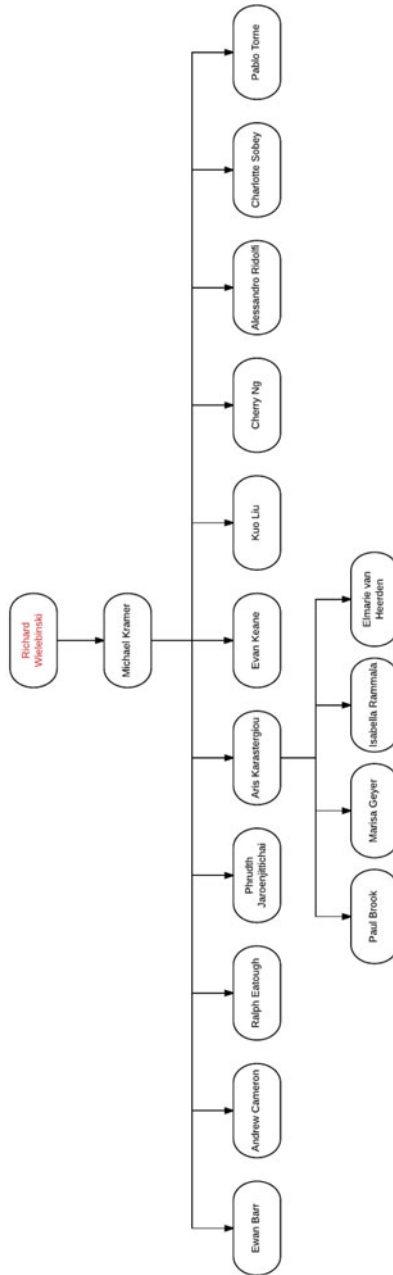 Richard
Wielebinski
Michael Kramer
Ewan Barr
Andrew Cameron
Ralph Eatough
Phrudth
Jaroenjittichai
Aris Karastergiou
Evan Keane
Kuo Liu
Cherry Ng
Alessandro Ridolfi
Charlotte Sobey
Pablo Torne
Paul Brook
Marisa Geyer
Isabella Rammala
Elmarie van
Heerden